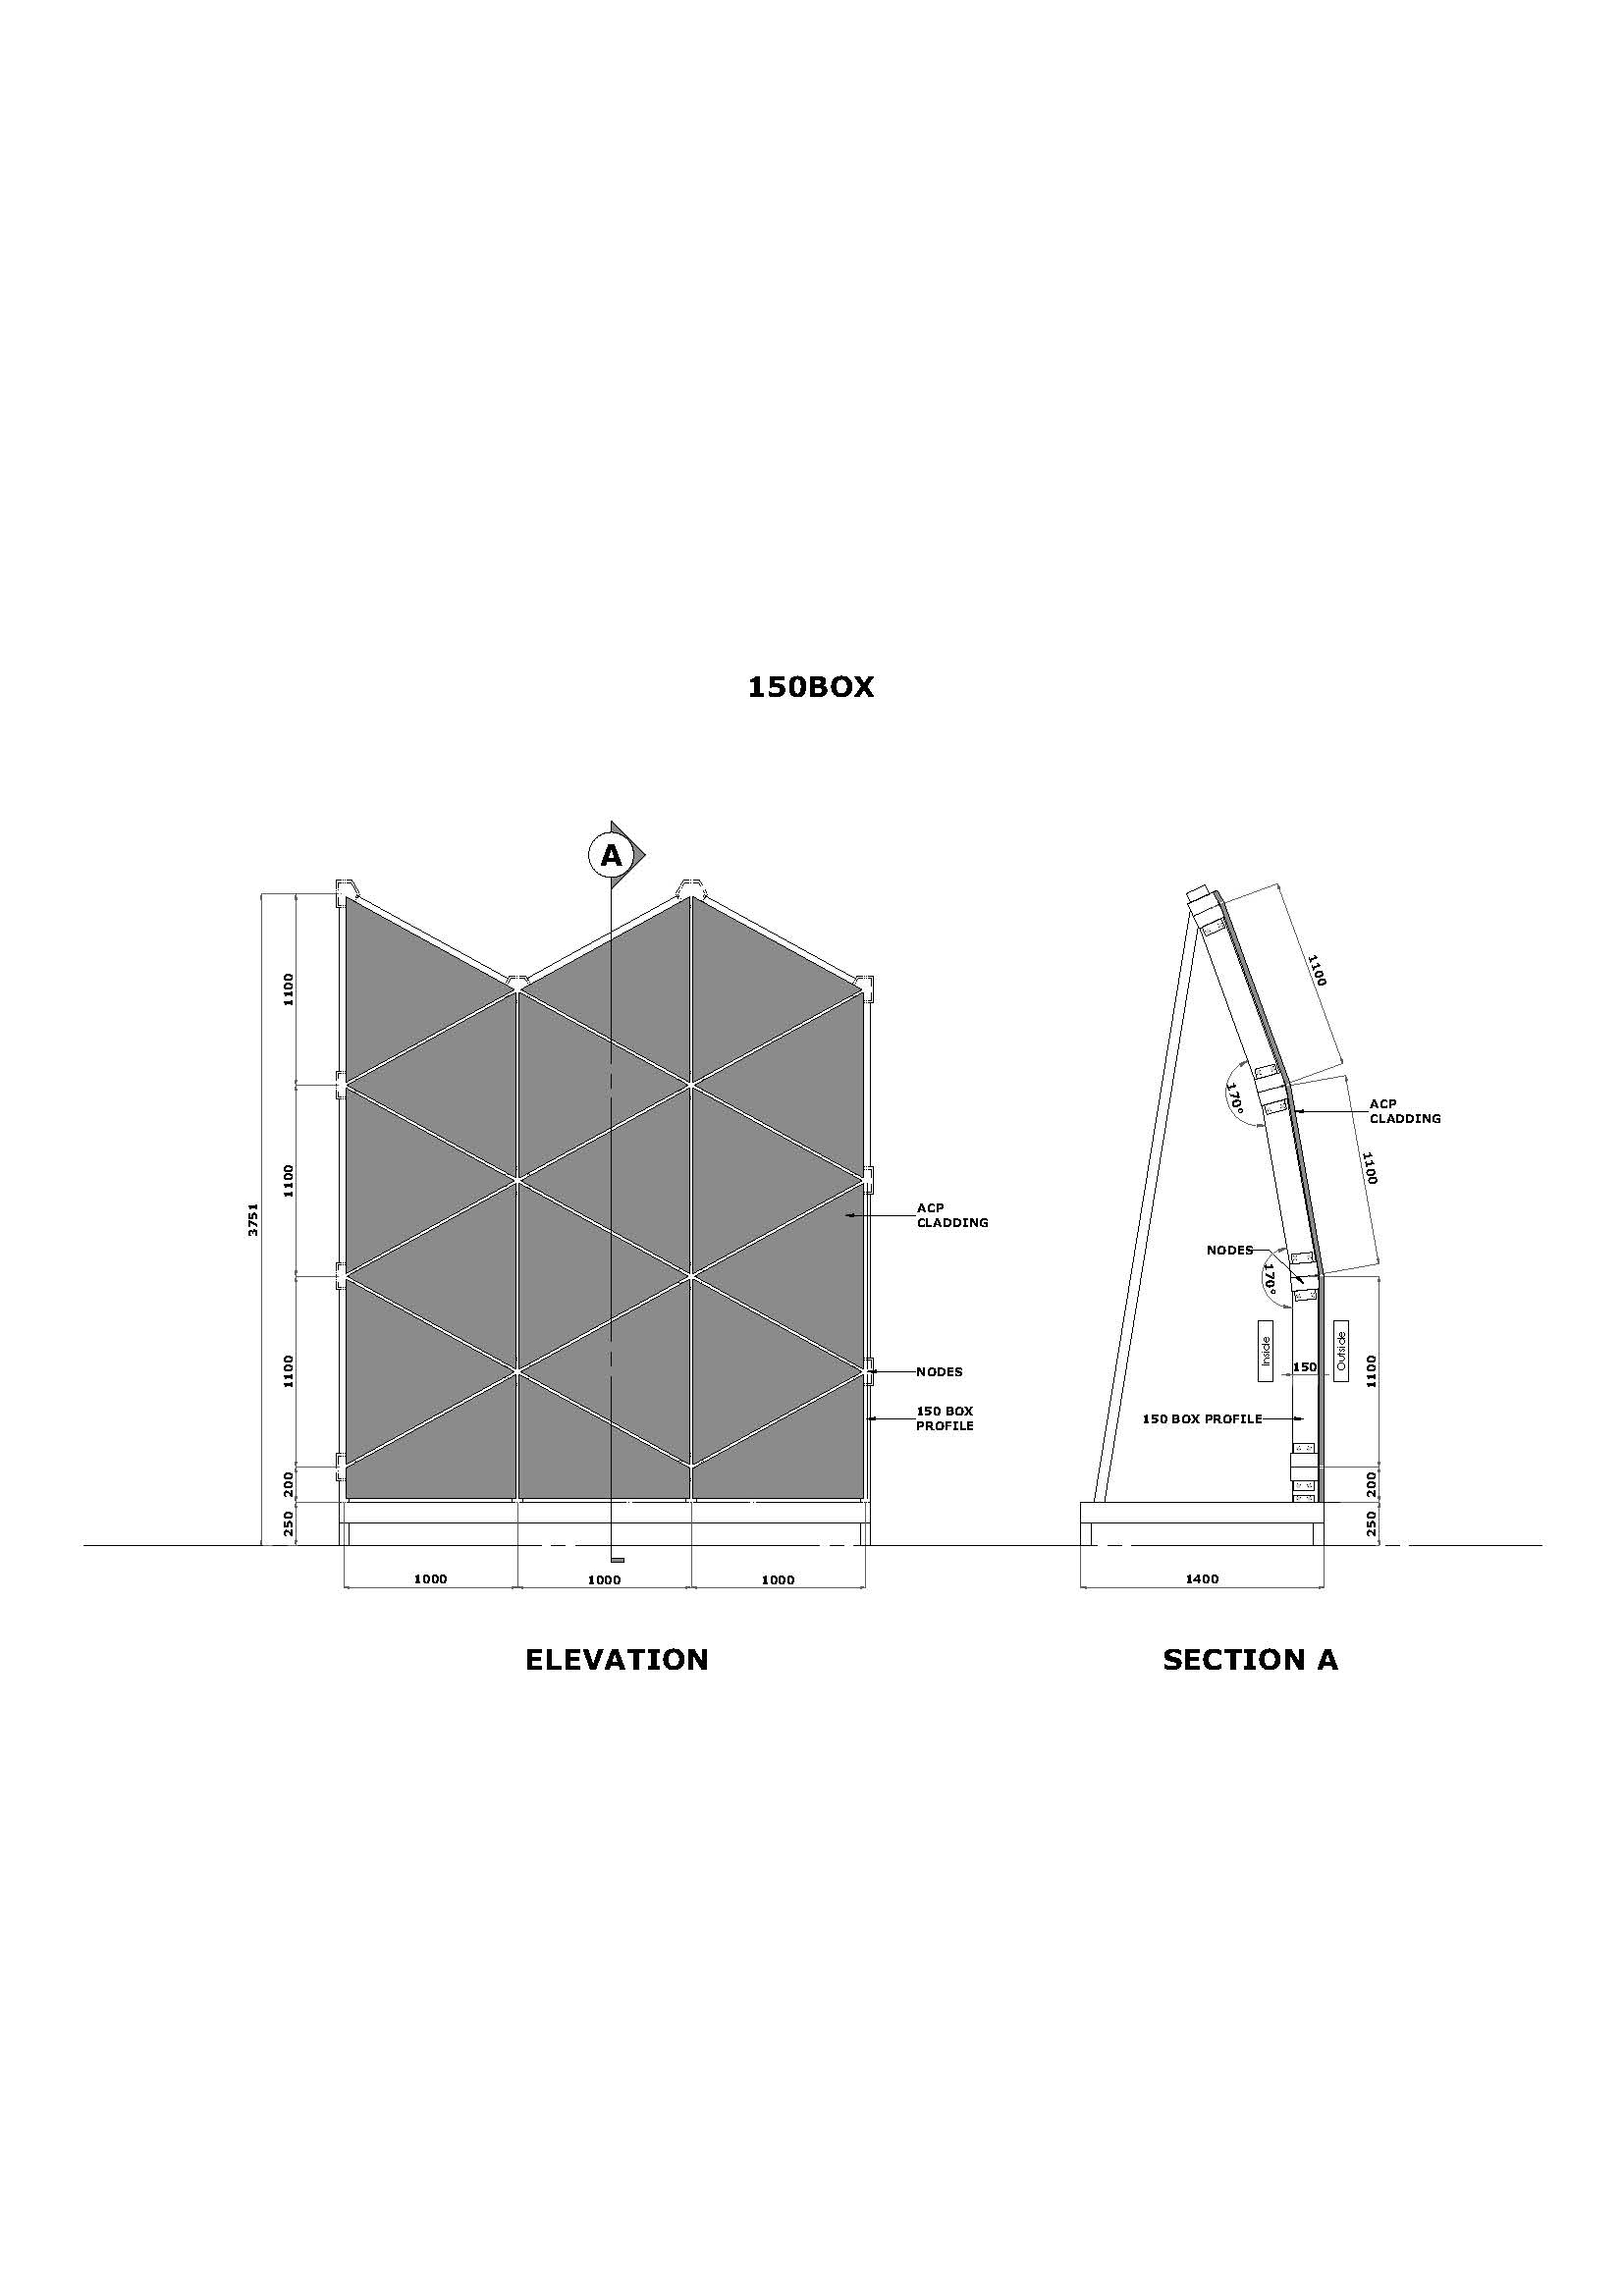 150BOX
A
1100
1100
1100
3751
200
250
1000
1000
1000
ACP
CLADDING
NODES
150 BOX
PROFILE
ELEVATION
1100
170°
ACP
CLADDING
1100
NODES
170°
Inside
Outside
150
1100
150 BOX PROFILE
200
250
1400
SECTION A